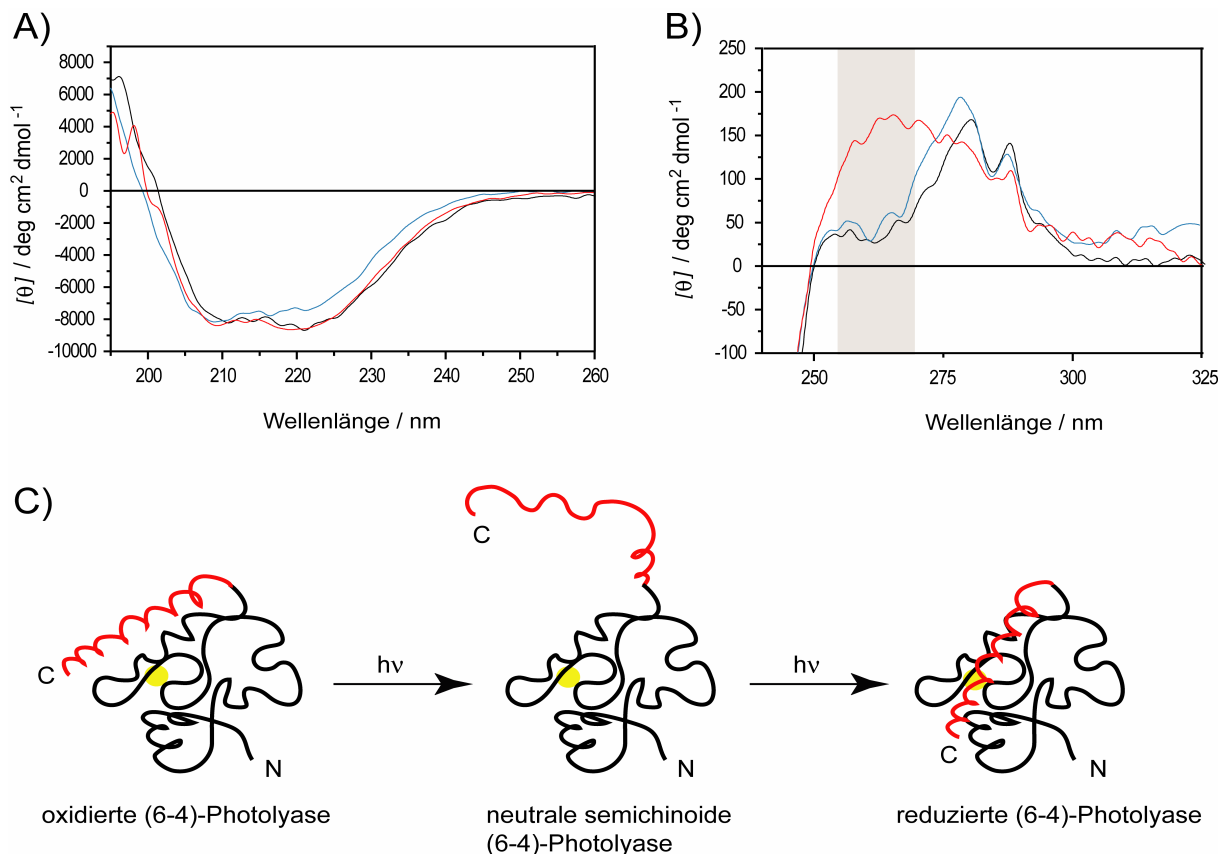 A)
8000
6000
4000
2000
0
-2000
-4000
-6000
-8000
-10000
[θ] / deg cm² dmol⁻¹
200 210 220 230 240 250 260
Wellenlänge / nm
B)
250
200
150
100
50
0
-50
-100
[θ] / deg cm² dmol⁻¹
250 275 300 325
Wellenlänge / nm
C)
C
N
oxidierte (6-4)-Photolyase
hν
C
N
neutrale semichinoide
(6-4)-Photolyase
hν
C
N
reduzierte (6-4)-Photolyase